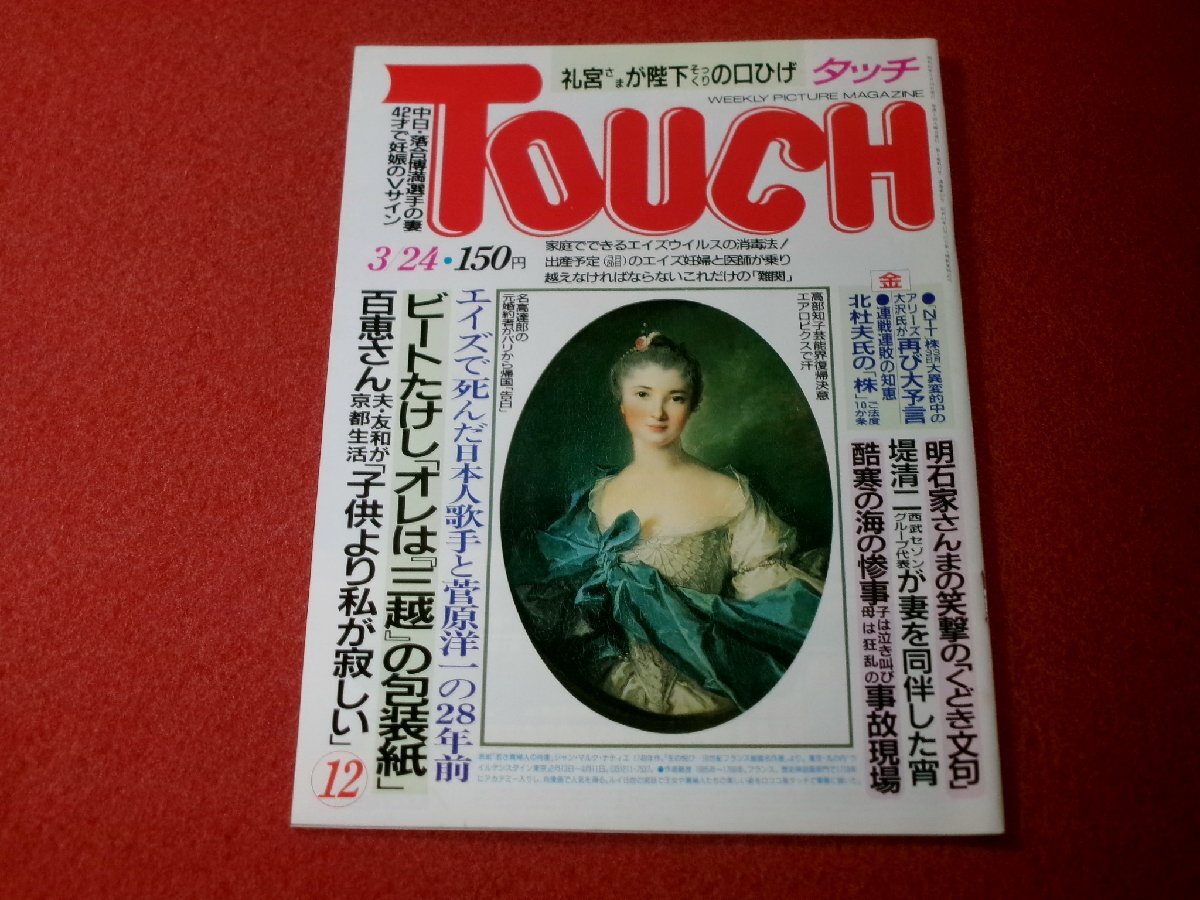 礼宮さまが陛下そっくりの口ひげ
タッチ
WEEKLY PICTURE MAGAZINE
TOUCH
中日・落合博満選手の妻
42才で妊娠のVサイン
3/24・150円
家庭でできるエイズウイルスの消毒法!
出産予定のエイズ妊婦と医師が乗り
越えなければならないこれだけの「難関」
金
●「NTT株大異変的中の
アリーズ大沢氏が再び大予言
●連戦連敗の知恵
北杜夫氏の「株」ご法度10か条
明石家さんまの笑撃の「くどき文句」
堤清二西武セゾングループ代表が妻を同伴した宵
酷寒の海の惨事子は泣き叫び母は狂乱の事故現場
高部知子芸能界復帰決意
エアロビクスで汗
名高達郎の
元婚約者がパリから帰国「告白」
エイズで死んだ日本人歌手と菅原洋一の28年前
ビートたけし「オレは『三越』の包装紙」
百恵さん夫・友和が京都生活「子供より私が寂しい」
12